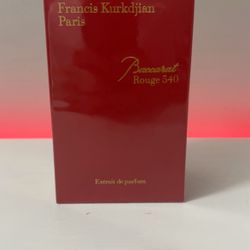 Francis Kurkdjian
Paris
Baccarat
Rouge 540
Extrait de parfum